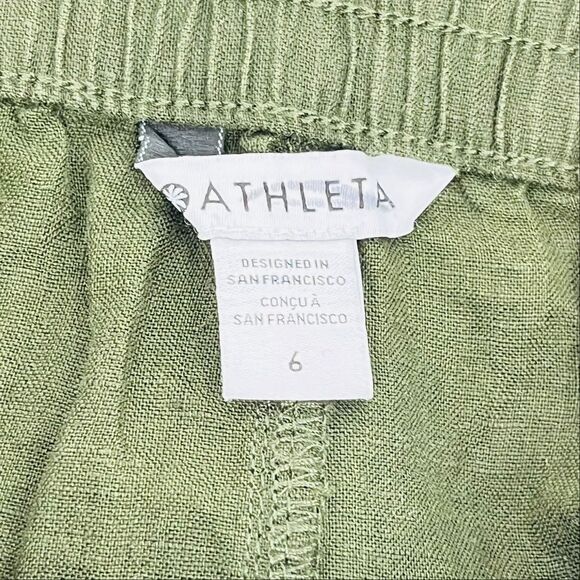 ATHLETA
DESIGNED IN
SAN FRANCISCO
CONÇU À
SAN FRANCISCO
6